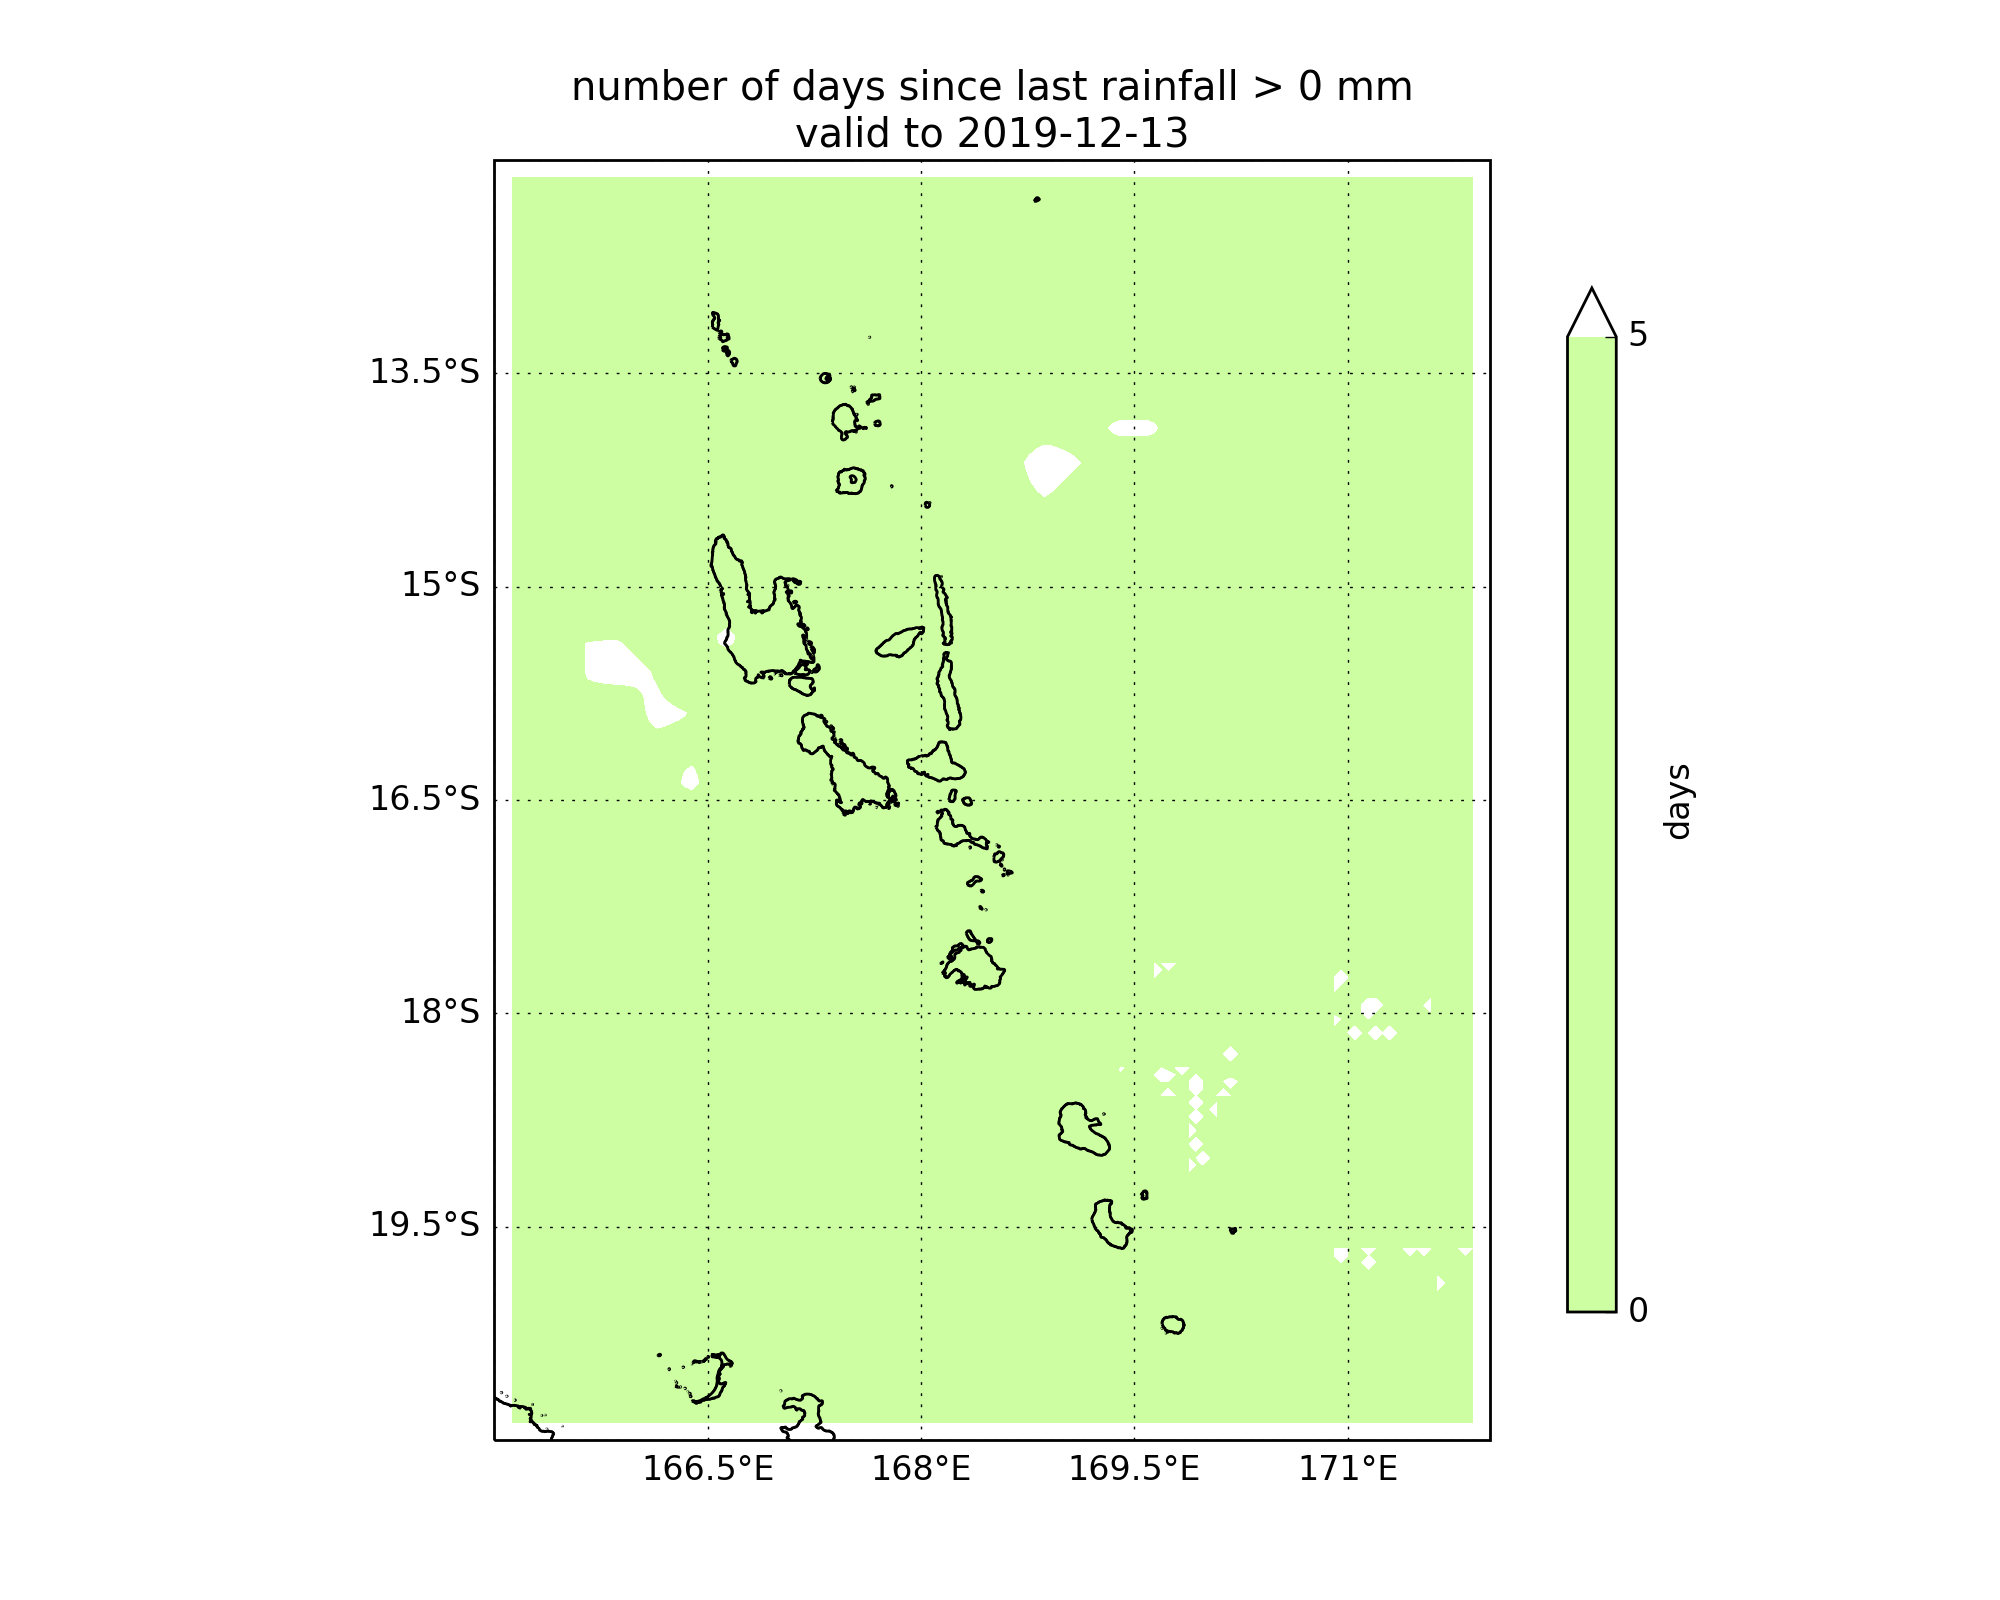 number of days since last rainfall > 0 mm
valid to 2019-12-13
13.5°S
15°S
16.5°S
18°S
19.5°S
166.5°E
168°E
169.5°E
171°E
5
0
days